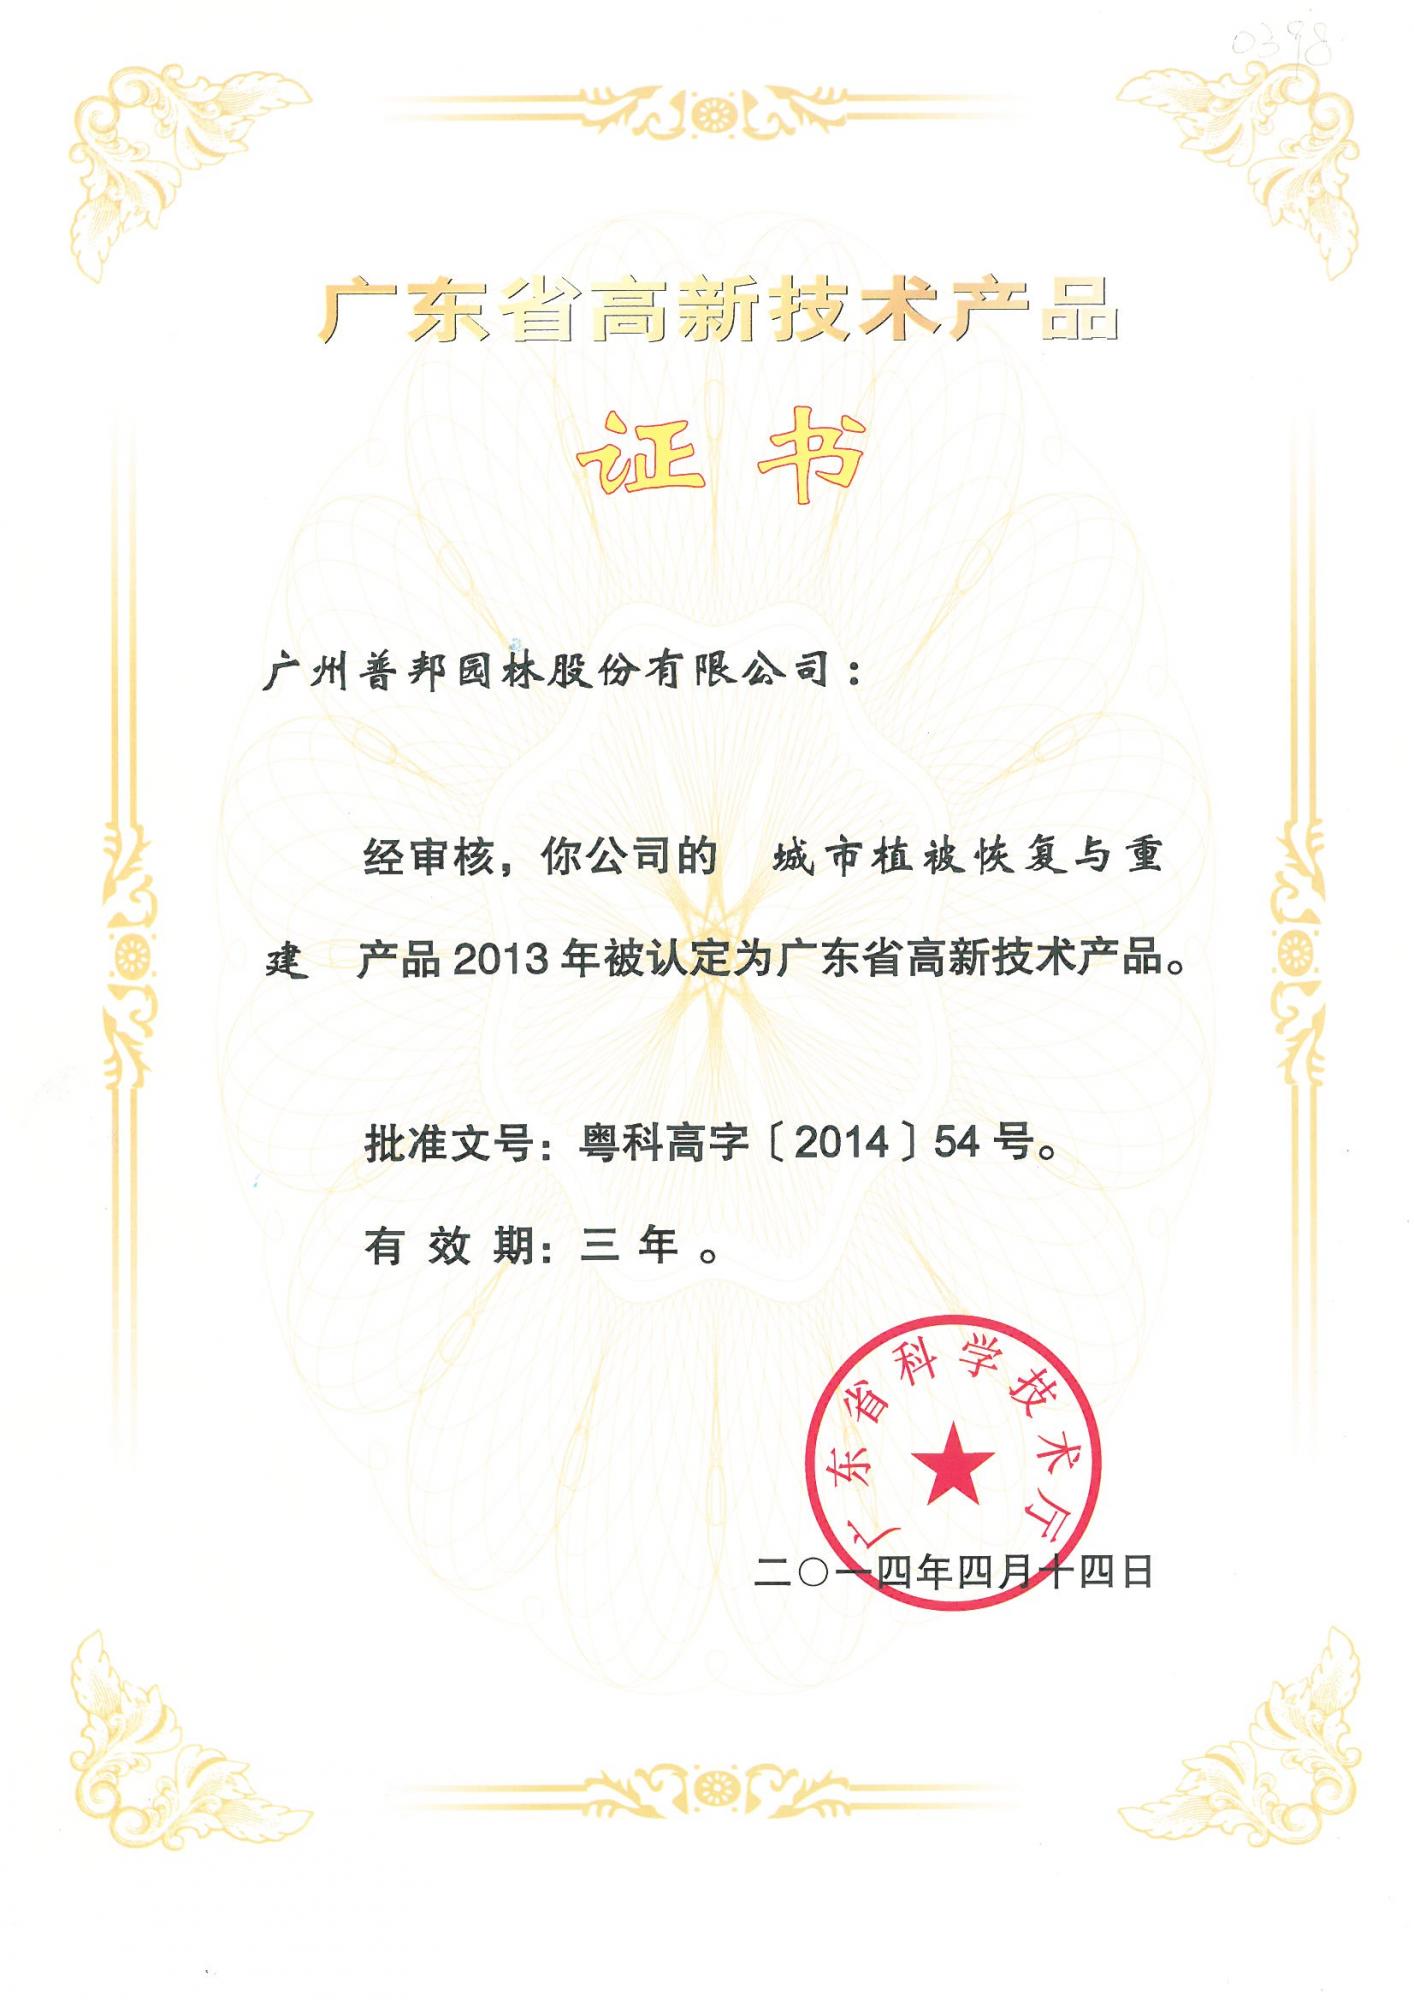 0398
广东省高新技术产品
证书
广州普邦园林股份有限公司：
经审核，你公司的 城市植被恢复与重
建 产品2013年被认定为广东省高新技术产品。
批准文号：粤科高字〔2014〕54号。
有效期：三年。
广东省科学技术厅
二〇一四年四月十四日